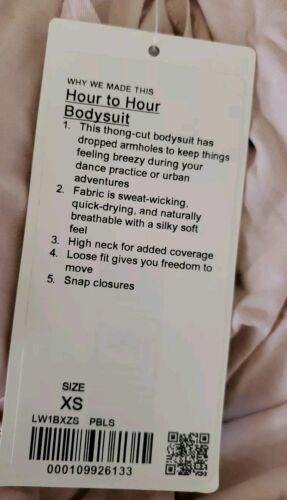 WHY WE MADE THIS
Hour to Hour
Bodysuit
1. This thong-cut bodysuit has
dropped armholes to keep things
feeling breezy during your
dance practice or urban
adventures
2. Fabric is sweat-wicking,
quick-drying, and naturally
breathable with a silky soft
feel
3. High neck for added coverage
4. Loose fit gives you freedom to
move
5. Snap closures
SIZE
XS
LW1BXZS PBLS
000109926133